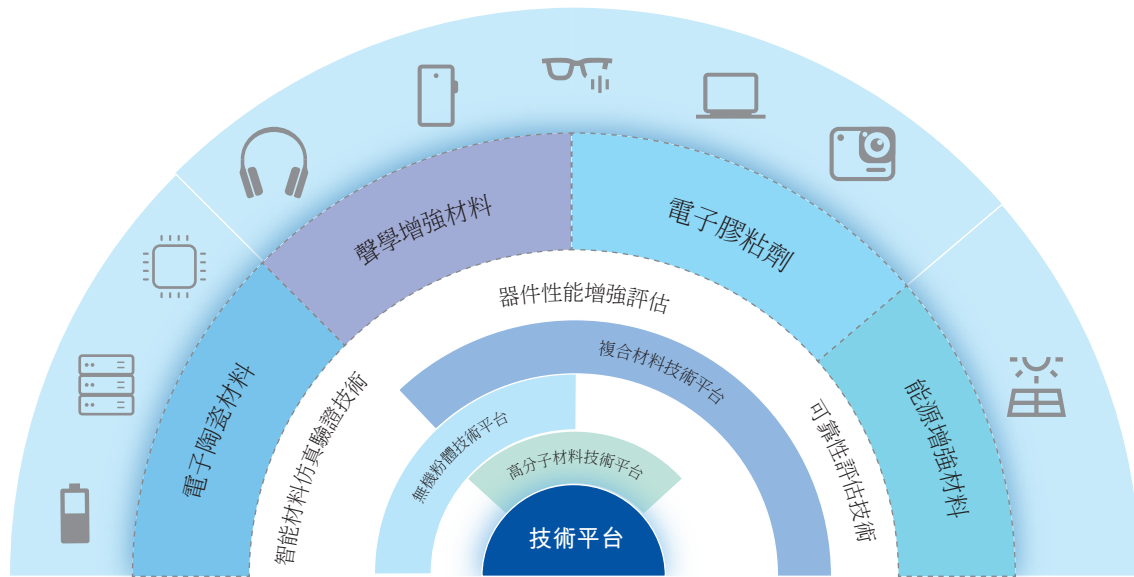 聲學增強材料
電子膠粘劑
電子陶瓷材料
能源增強材料
器件性能增強評估
智能材料仿真驗證技術
可靠性評估技術
複合材料技術平台
無機粉體技術平台
高分子材料技術平台
技術平台